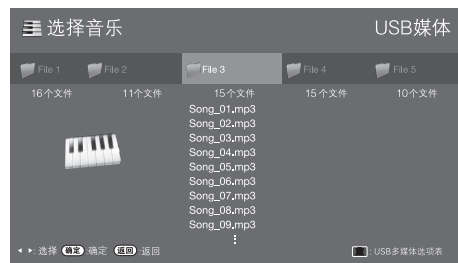 选择音乐 USB媒体
File 1 File 2 File 3 File 4 File 5
16个文件 11个文件 15个文件 15个文件 10个文件
Song_01.mp3
Song_02.mp3
Song_03.mp3
Song_04.mp3
Song_05.mp3
Song_06.mp3
Song_07.mp3
Song_08.mp3
Song_09.mp3
⋮
◂ ▸: 选择 确定 :确定 返回 :返回 : USB多媒体选项表